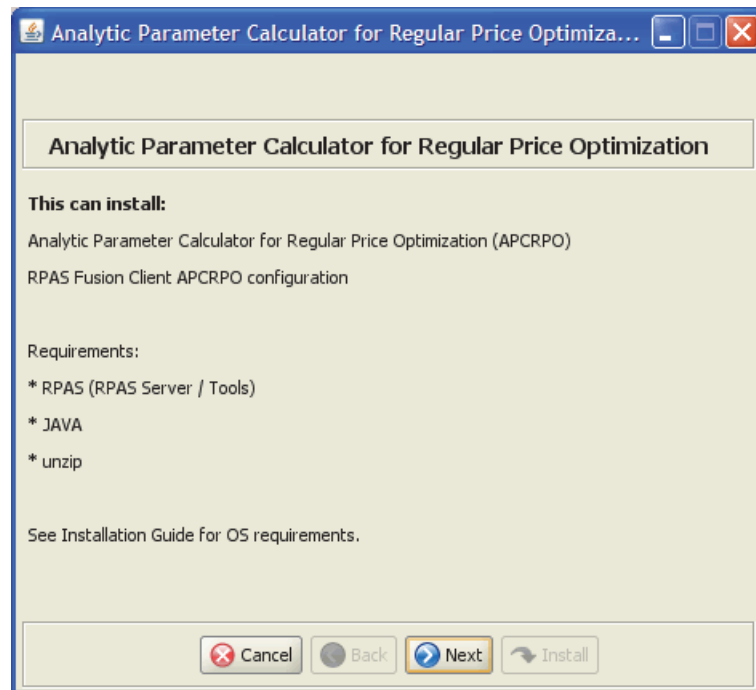 Analytic Parameter Calculator for Regular Price Optimiza...
Analytic Parameter Calculator for Regular Price Optimization
This can install:
Analytic Parameter Calculator for Regular Price Optimization (APCRPO)
RPAS Fusion Client APCRPO configuration
Requirements:
* RPAS (RPAS Server / Tools)
* JAVA
* unzip
See Installation Guide for OS requirements.
Cancel Back Next Install